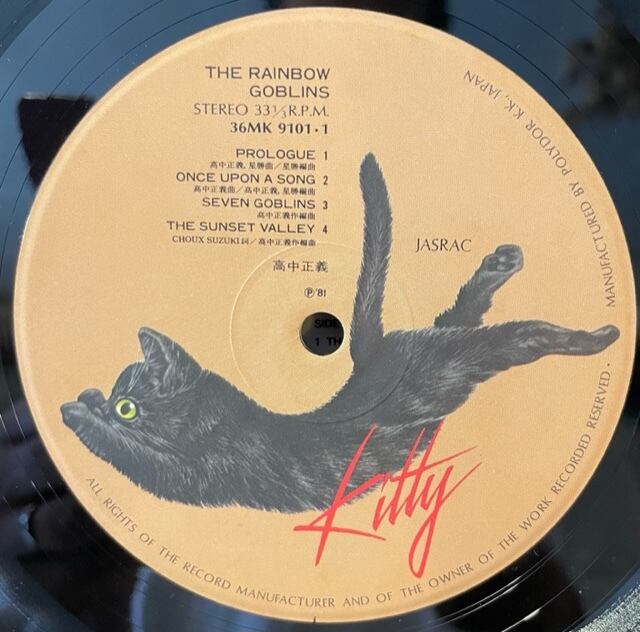 THE RAINBOW
GOBLINS
STEREO 33⅓R.P.M.
36MK 9101·1
PROLOGUE 1
高中正義, 星勝曲/星勝編曲
ONCE UPON A SONG 2
高中正義曲/高中正義, 星勝編曲
SEVEN GOBLINS 3
高中正義作編曲
THE SUNSET VALLEY 4
CHOUX SUZUKI詞/高中正義作編曲
高中正義
Ⓟ'81
JASRAC
SIDE
1 TH
Kitty
MANUFACTURED BY POLYDOR K.K., JAPAN
ALL RIGHTS OF THE RECORD MANUFACTURER AND OF THE OWNER OF THE WORK RECORDED RESERVED.